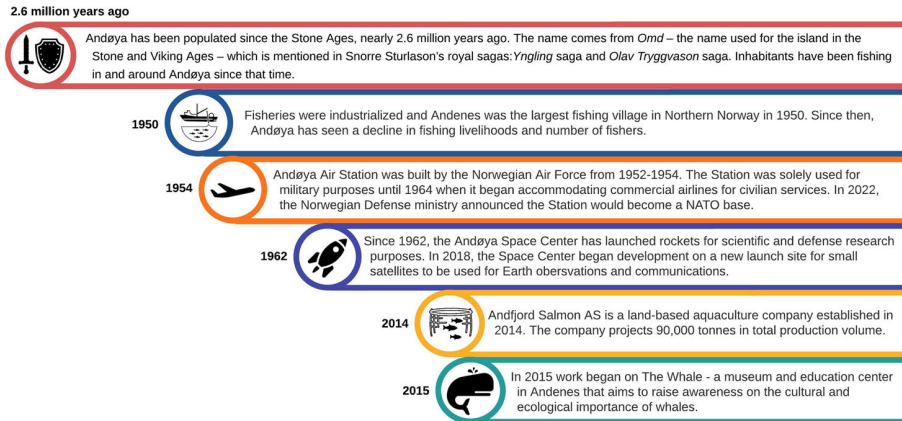 2.6 million years ago
Andøya has been populated since the Stone Ages, nearly 2.6 million years ago. The name comes from Omd – the name used for the island in the
Stone and Viking Ages – which is mentioned in Snorre Sturlason's royal sagas:Yngling saga and Olav Tryggvason saga. Inhabitants have been fishing
in and around Andøya since that time.
1950
Fisheries were industrialized and Andenes was the largest fishing village in Northern Norway in 1950. Since then,
Andøya has seen a decline in fishing livelihoods and number of fishers.
1954
Andøya Air Station was built by the Norwegian Air Force from 1952-1954. The Station was solely used for
military purposes until 1964 when it began accommodating commercial airlines for civilian services. In 2022,
the Norwegian Defense ministry announced the Station would become a NATO base.
1962
Since 1962, the Andøya Space Center has launched rockets for scientific and defense research
purposes. In 2018, the Space Center began development on a new launch site for small
satellites to be used for Earth obersvations and communications.
2014
Andfjord Salmon AS is a land-based aquaculture company established in
2014. The company projects 90,000 tonnes in total production volume.
2015
In 2015 work began on The Whale - a museum and education center
in Andenes that aims to raise awareness on the cultural and
ecological importance of whales.